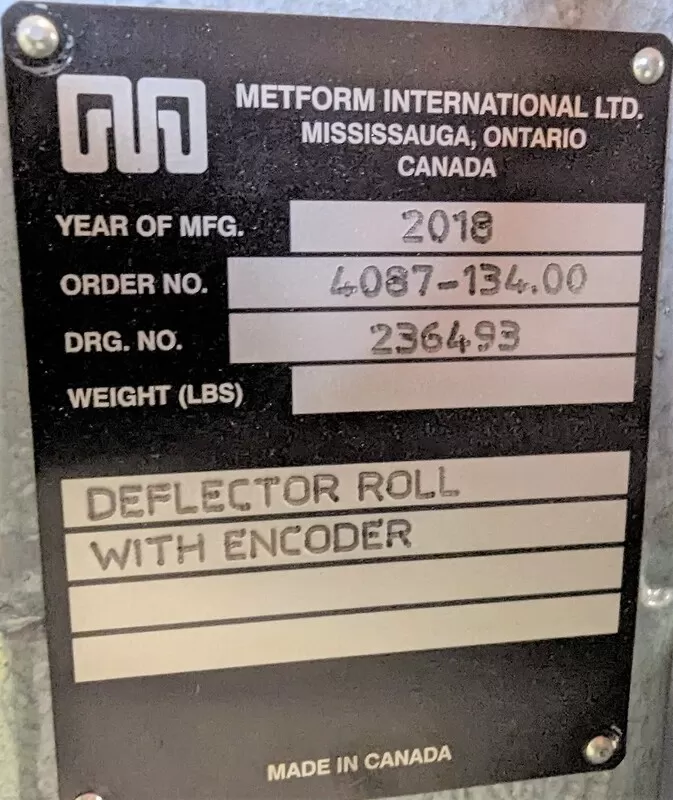 METFORM INTERNATIONAL LTD.
MISSISSAUGA, ONTARIO
CANADA
YEAR OF MFG. 2018
ORDER NO. 4087-134.00
DRG. NO. 236493
WEIGHT (LBS)
DEFLECTOR ROLL
WITH ENCODER
MADE IN CANADA